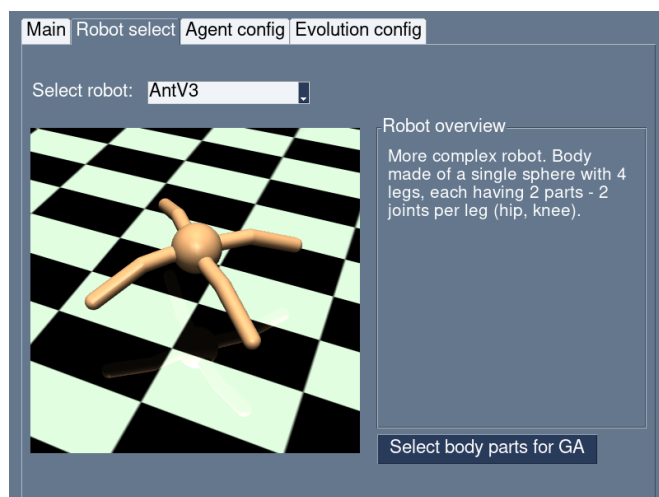 Main Robot select Agent config Evolution config
Select robot: AntV3
Robot overview
More complex robot. Body
made of a single sphere with 4
legs, each having 2 parts - 2
joints per leg (hip, knee).
Select body parts for GA